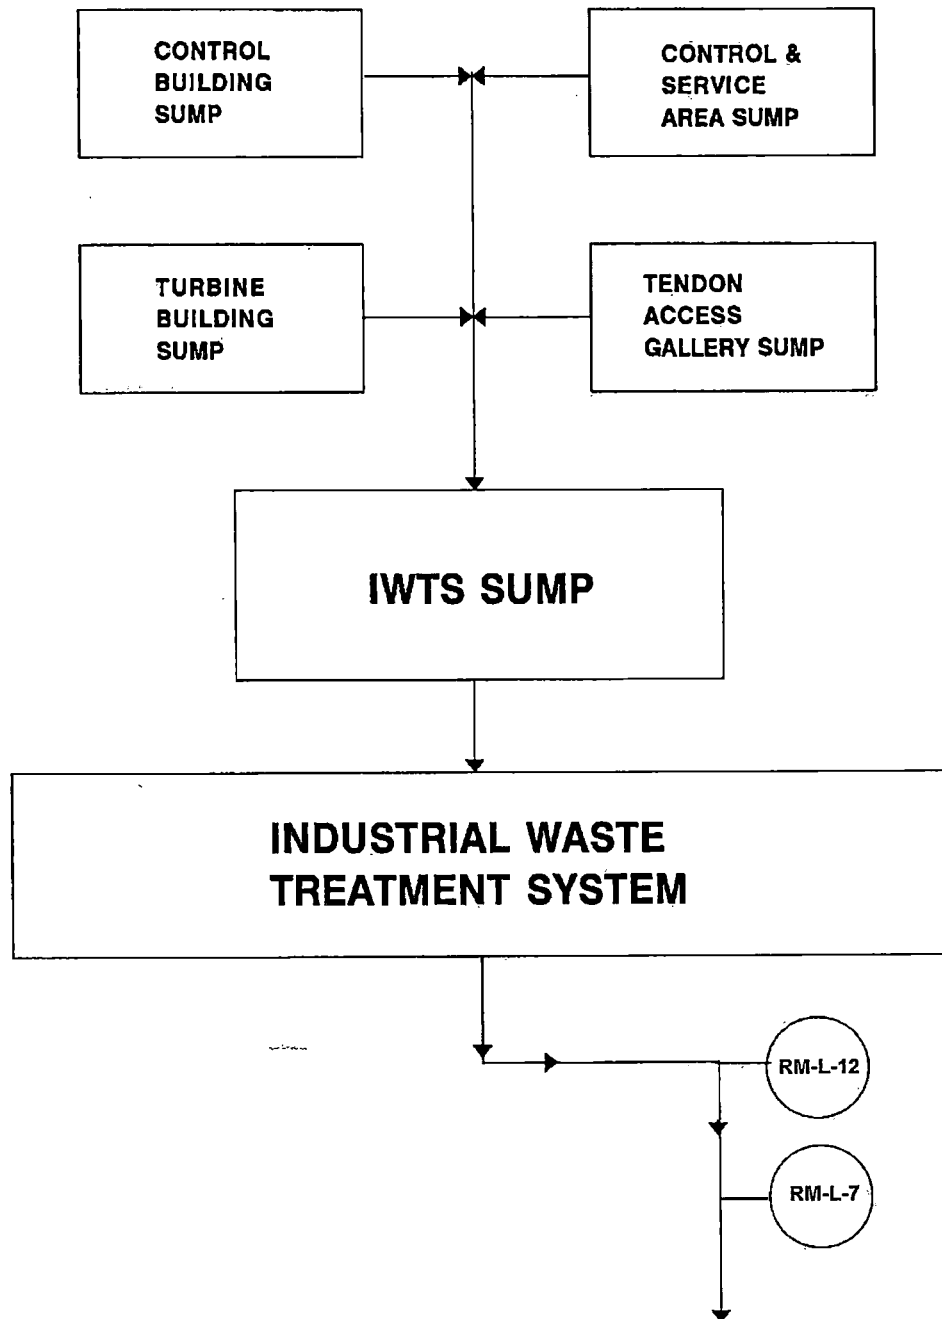 CONTROL
BUILDING
SUMP
CONTROL &
SERVICE
AREA SUMP
TURBINE
BUILDING
SUMP
TENDON
ACCESS
GALLERY SUMP
IWTS SUMP
INDUSTRIAL WASTE
TREATMENT SYSTEM
RM-L-12
RM-L-7